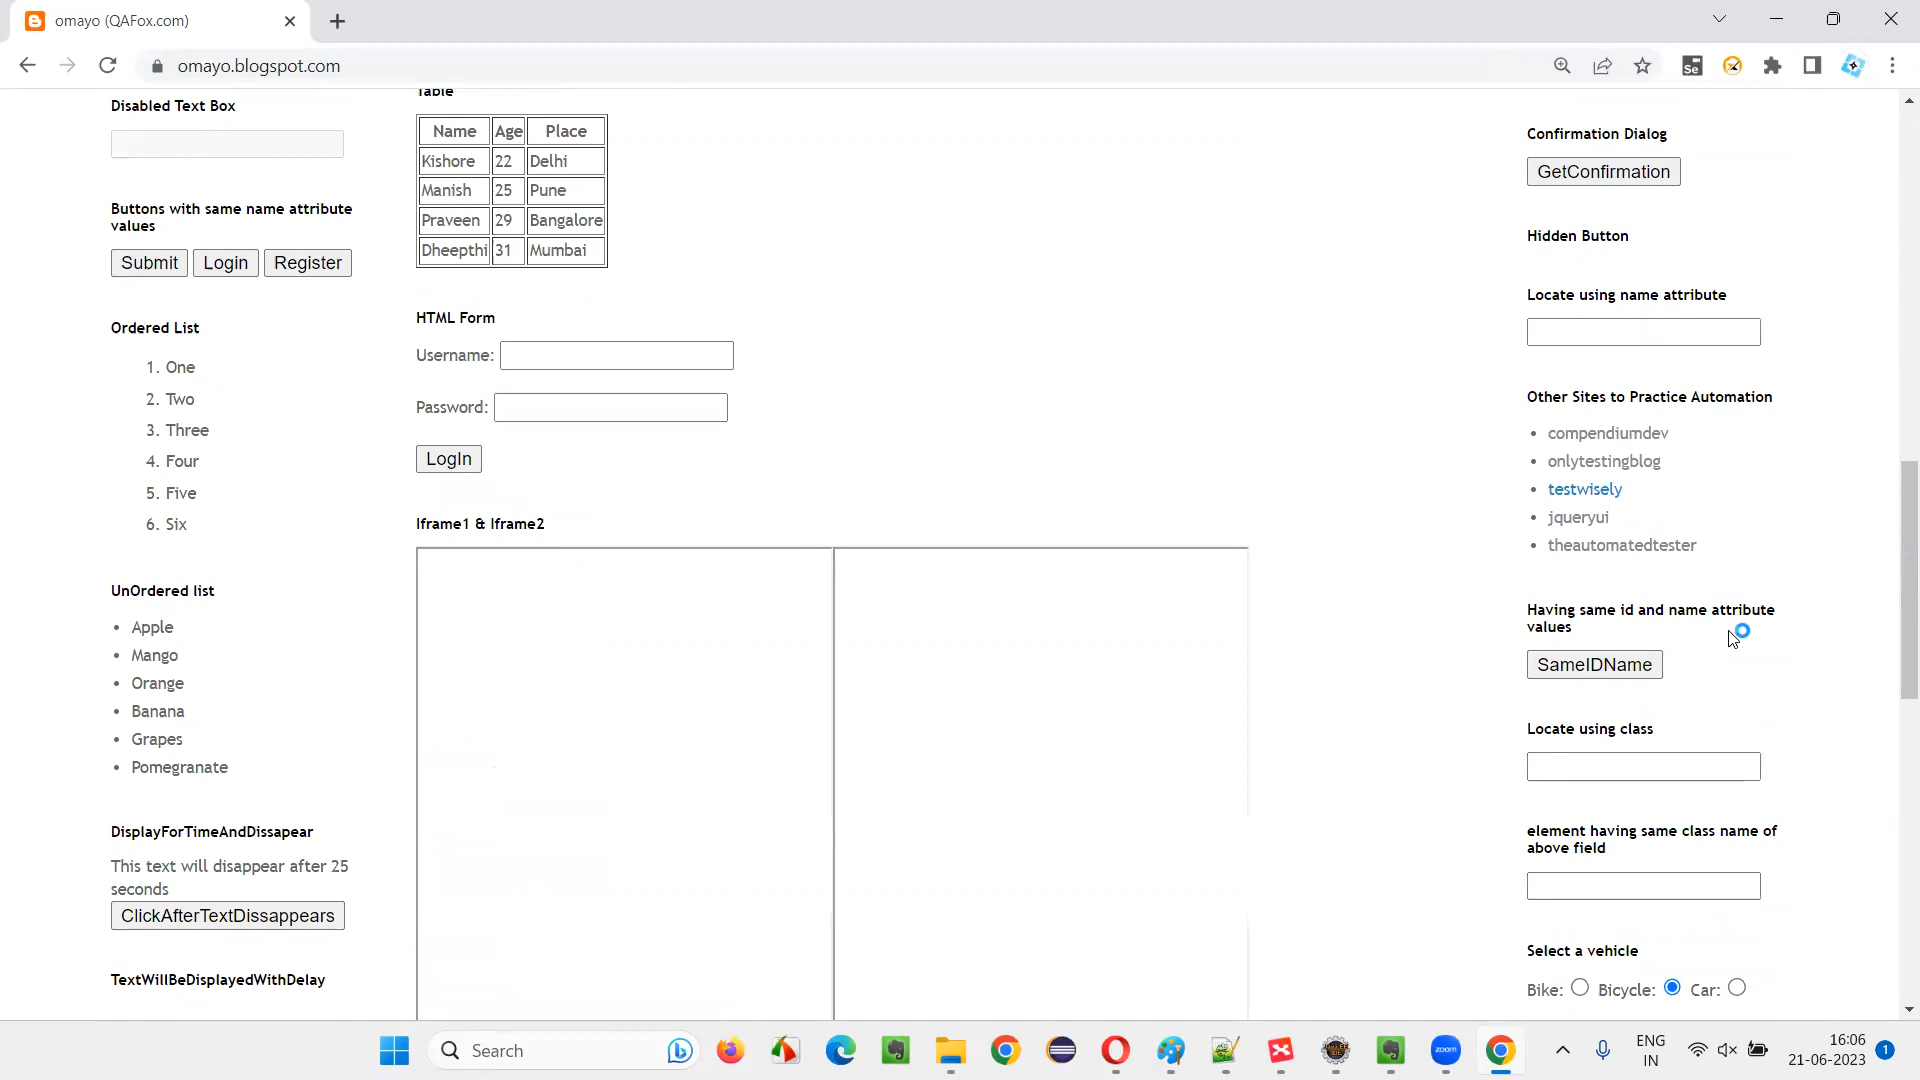 omayo (QAFox.com)
omayo.blogspot.com
Disabled Text Box
Buttons with same name attribute
values
Submit Login Register
Ordered List
1. One
2. Two
3. Three
4. Four
5. Five
6. Six
UnOrdered list
Apple
Mango
Orange
Banana
Grapes
Pomegranate
DisplayForTimeAndDissapear
This text will disappear after 25
seconds
ClickAfterTextDissappears
TextWillBeDisplayedWithDelay
Table
Name Age Place
Kishore 22 Delhi
Manish 25 Pune
Praveen 29 Bangalore
Dheepthi 31 Mumbai
HTML Form
Username:
Password:
LogIn
Iframe1 & Iframe2
Confirmation Dialog
GetConfirmation
Hidden Button
Locate using name attribute
Other Sites to Practice Automation
compendiumdev
onlytestingblog
testwisely
jqueryui
theautomatedtester
Having same id and name attribute
values
SameIDName
Locate using class
element having same class name of
above field
Select a vehicle
Bike: Bicycle: Car:
Search
zoom
ENG
IN
16:06
21-06-2023
1
Se